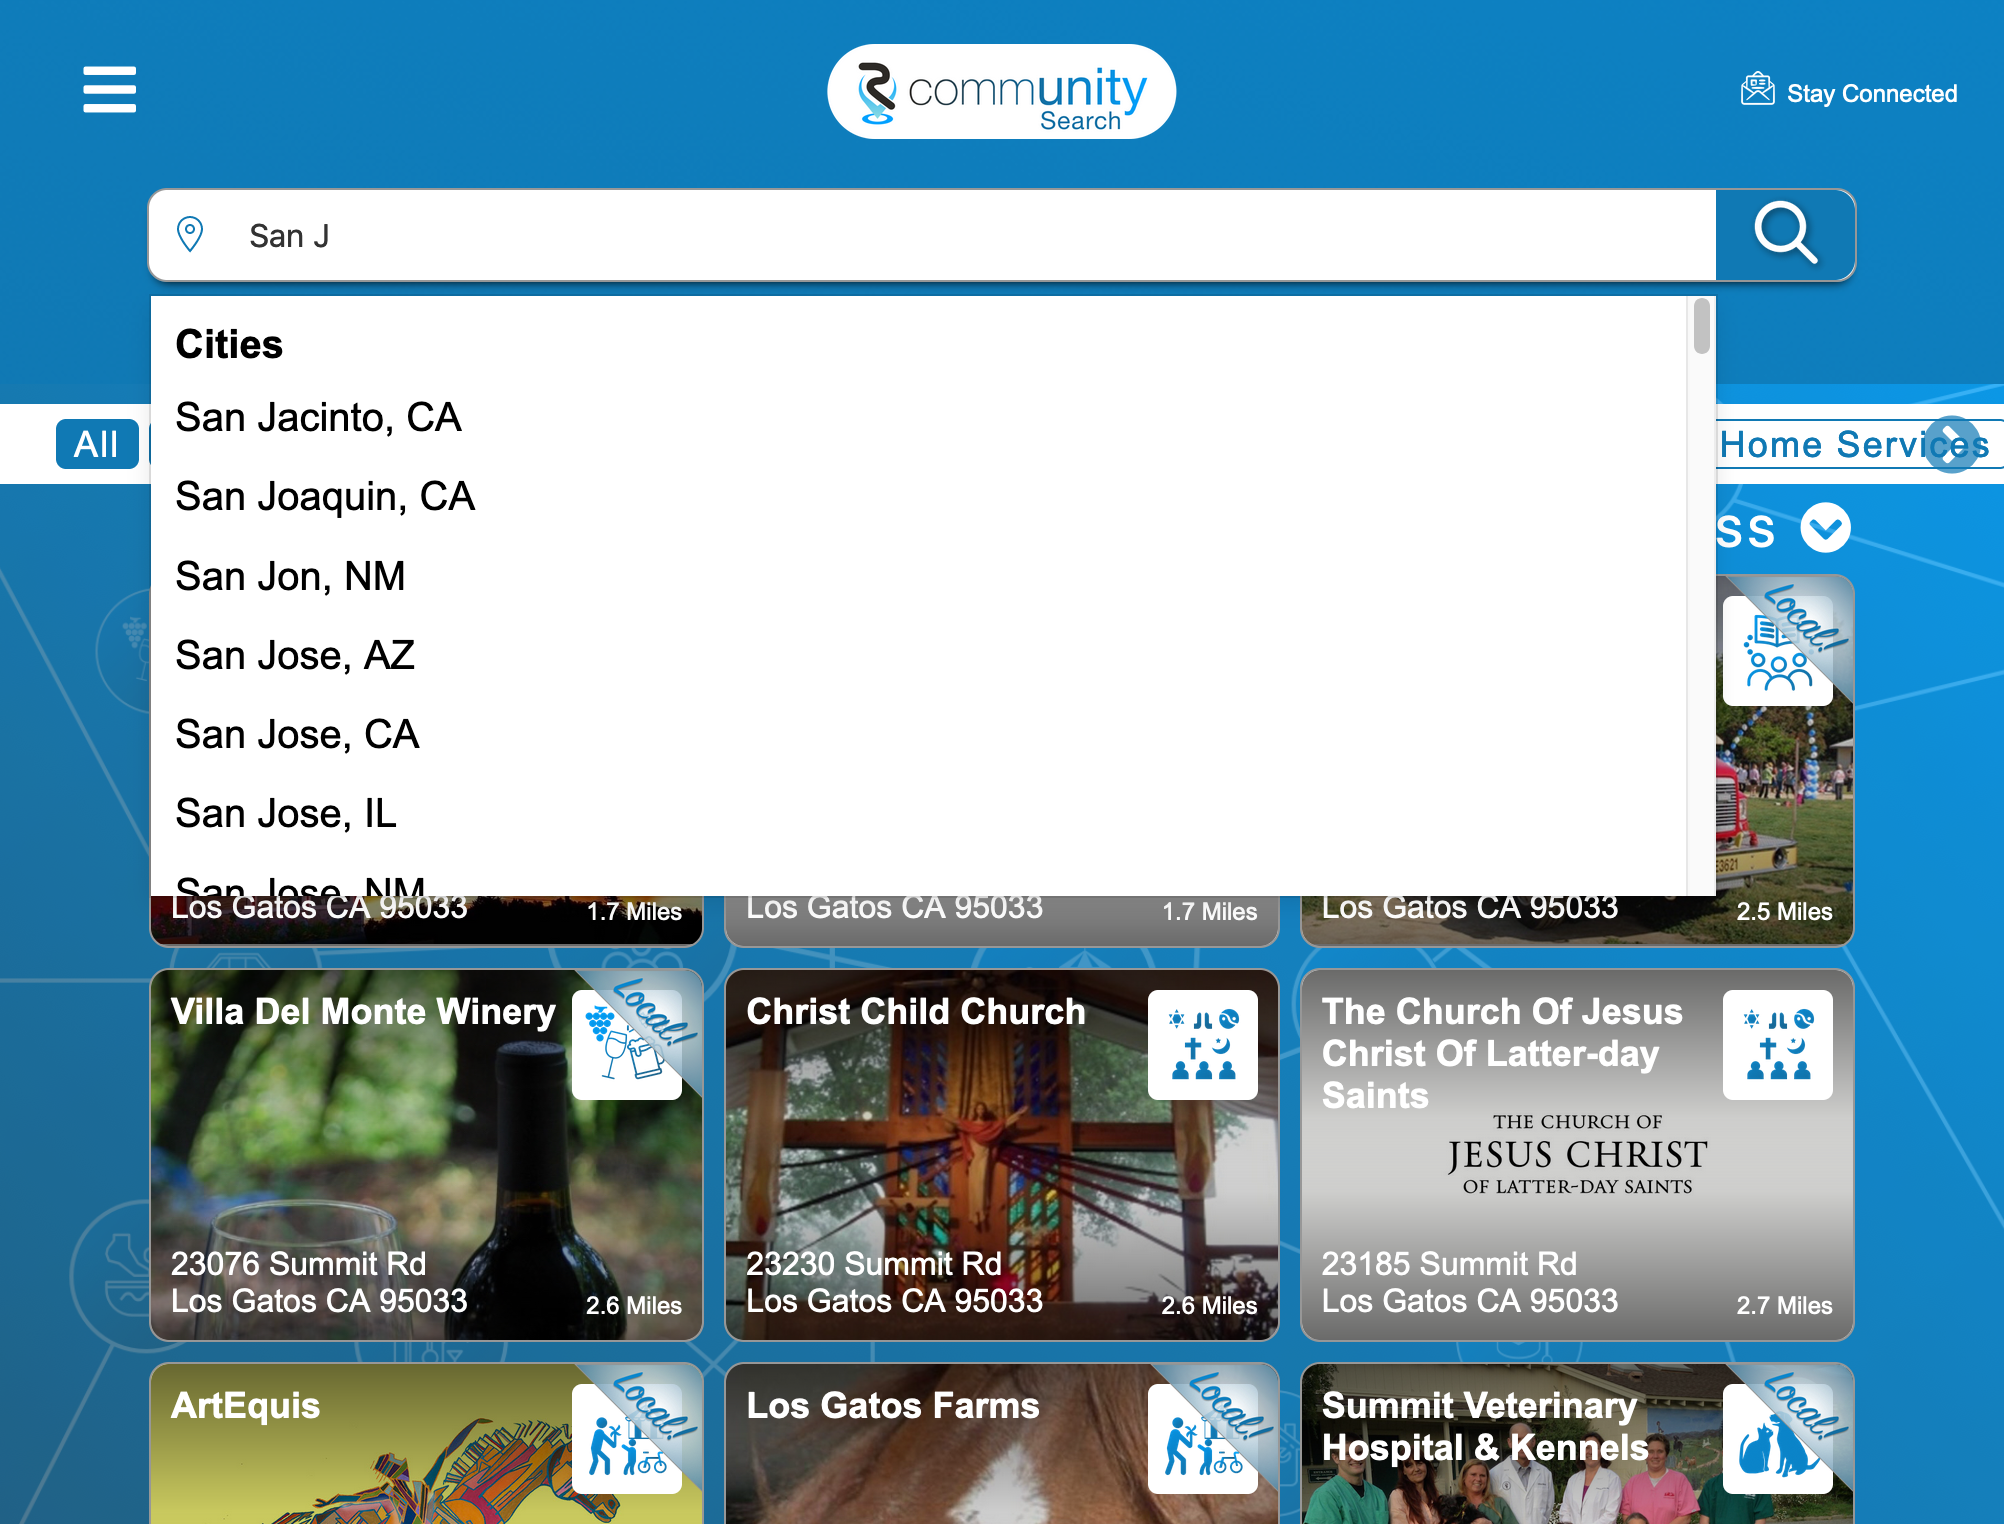 community
Search
Stay Connected
San J
Cities
San Jacinto, CA
San Joaquin, CA
San Jon, NM
San Jose, AZ
San Jose, CA
San Jose, IL
San Jose, NM
All
Home Services
ss
Local!
3621
Los Gatos CA 95033
1.7 Miles
Los Gatos CA 95033
1.7 Miles
Los Gatos CA 95033
2.5 Miles
Villa Del Monte Winery
Local!
23076 Summit Rd
Los Gatos CA 95033
2.6 Miles
Christ Child Church
23230 Summit Rd
Los Gatos CA 95033
2.6 Miles
The Church Of Jesus
Christ Of Latter-day
Saints
THE CHURCH OF
JESUS CHRIST
OF LATTER-DAY SAINTS
23185 Summit Rd
Los Gatos CA 95033
2.7 Miles
ArtEquis
Local!
Los Gatos Farms
Local!
Summit Veterinary
Hospital & Kennels
Local!